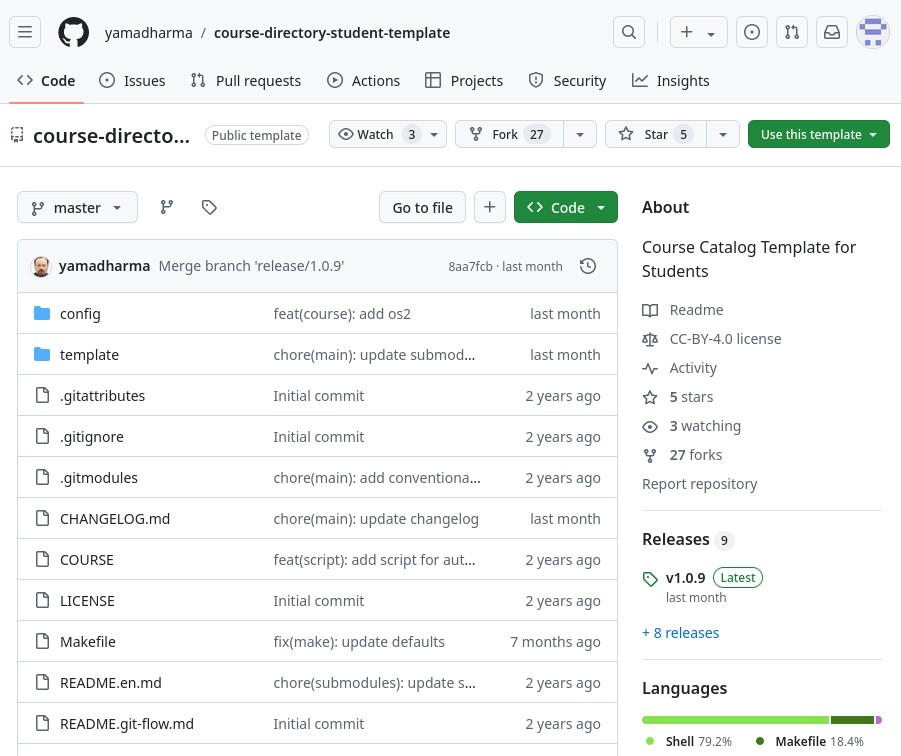 yamadharma / course-directory-student-template
Code Issues Pull requests Actions Projects Security Insights
course-directo... Public template Watch 3 Fork 27 Star 5 Use this template
master Go to file Code
yamadharma Merge branch 'release/1.0.9' 8aa7fcb · last month
config feat(course): add os2 last month
template chore(main): update submod... last month
.gitattributes Initial commit 2 years ago
.gitignore Initial commit 2 years ago
.gitmodules chore(main): add conventiona... 2 years ago
CHANGELOG.md chore(main): update changelog last month
COURSE feat(script): add script for aut... 2 years ago
LICENSE Initial commit 2 years ago
Makefile fix(make): update defaults 7 months ago
README.en.md chore(submodules): update s... 2 years ago
README.git-flow.md Initial commit 2 years ago
About
Course Catalog Template for
Students
Readme
CC-BY-4.0 license
Activity
5 stars
3 watching
27 forks
Report repository
Releases 9
v1.0.9 Latest
last month
+ 8 releases
Languages
Shell 79.2% Makefile 18.4%